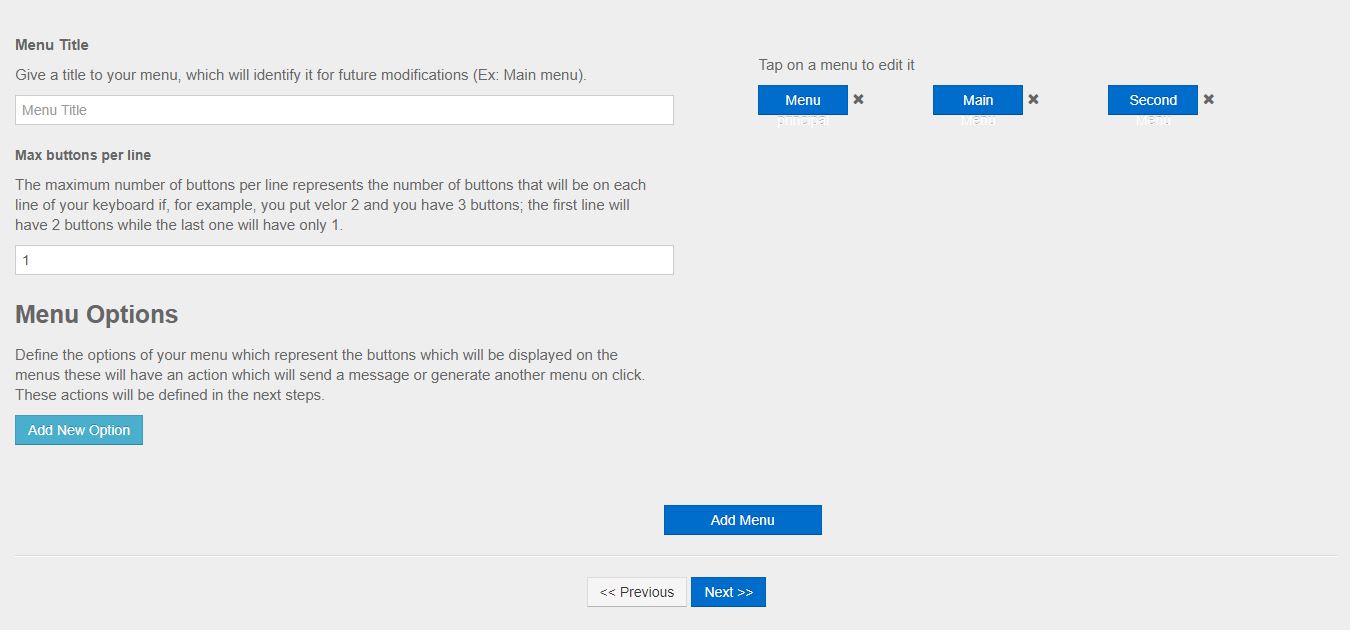 Menu Title
Give a title to your menu, which will identify it for future modifications (Ex: Main menu).
Menu Title
Max buttons per line
The maximum number of buttons per line represents the number of buttons that will be on each
line of your keyboard if, for example, you put velor 2 and you have 3 buttons; the first line will
have 2 buttons while the last one will have only 1.
1
Menu Options
Define the options of your menu which represent the buttons which will be displayed on the
menus these will have an action which will send a message or generate another menu on click.
These actions will be defined in the next steps.
Add New Option
Tap on a menu to edit it
Menu
principal
Main
Menu
Second
Menu
Add Menu
<< Previous
Next >>